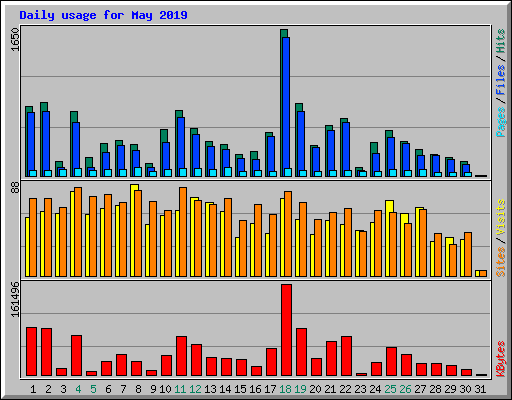 Daily usage for May 2019
1650
Pages / Files / Hits
88
Sites / Visits
161496
KBytes
1 2 3 4 5 6 7 8 9 10 11 12 13 14 15 16 17 18 19 20 21 22 23 24 25 26 27 28 29 30 31